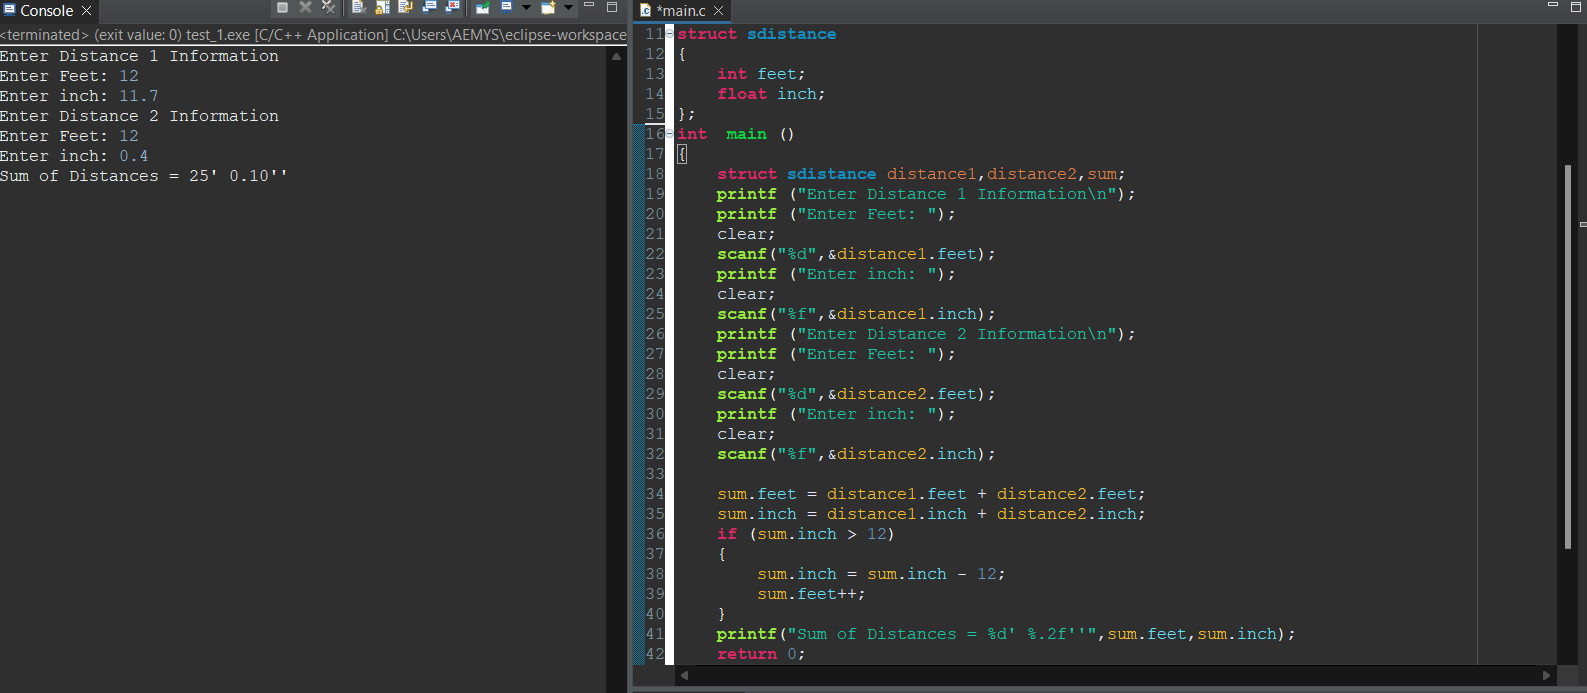 Console
<terminated> (exit value: 0) test_1.exe [C/C++ Application] C:\Users\AEMYS\eclipse-workspace
Enter Distance 1 Information
Enter Feet: 12
Enter inch: 11.7
Enter Distance 2 Information
Enter Feet: 12
Enter inch: 0.4
Sum of Distances = 25' 0.10''
*main.c
11 struct sdistance
12 {
13     int feet;
14     float inch;
15 };
16 int  main ()
17 {
18     struct sdistance distance1,distance2,sum;
19     printf ("Enter Distance 1 Information\n");
20     printf ("Enter Feet: ");
21     clear;
22     scanf("%d",&distance1.feet);
23     printf ("Enter inch: ");
24     clear;
25     scanf("%f",&distance1.inch);
26     printf ("Enter Distance 2 Information\n");
27     printf ("Enter Feet: ");
28     clear;
29     scanf("%d",&distance2.feet);
30     printf ("Enter inch: ");
31     clear;
32     scanf("%f",&distance2.inch);
33
34     sum.feet = distance1.feet + distance2.feet;
35     sum.inch = distance1.inch + distance2.inch;
36     if (sum.inch > 12)
37     {
38         sum.inch = sum.inch - 12;
39         sum.feet++;
40     }
41     printf("Sum of Distances = %d' %.2f''",sum.feet,sum.inch);
42     return 0;